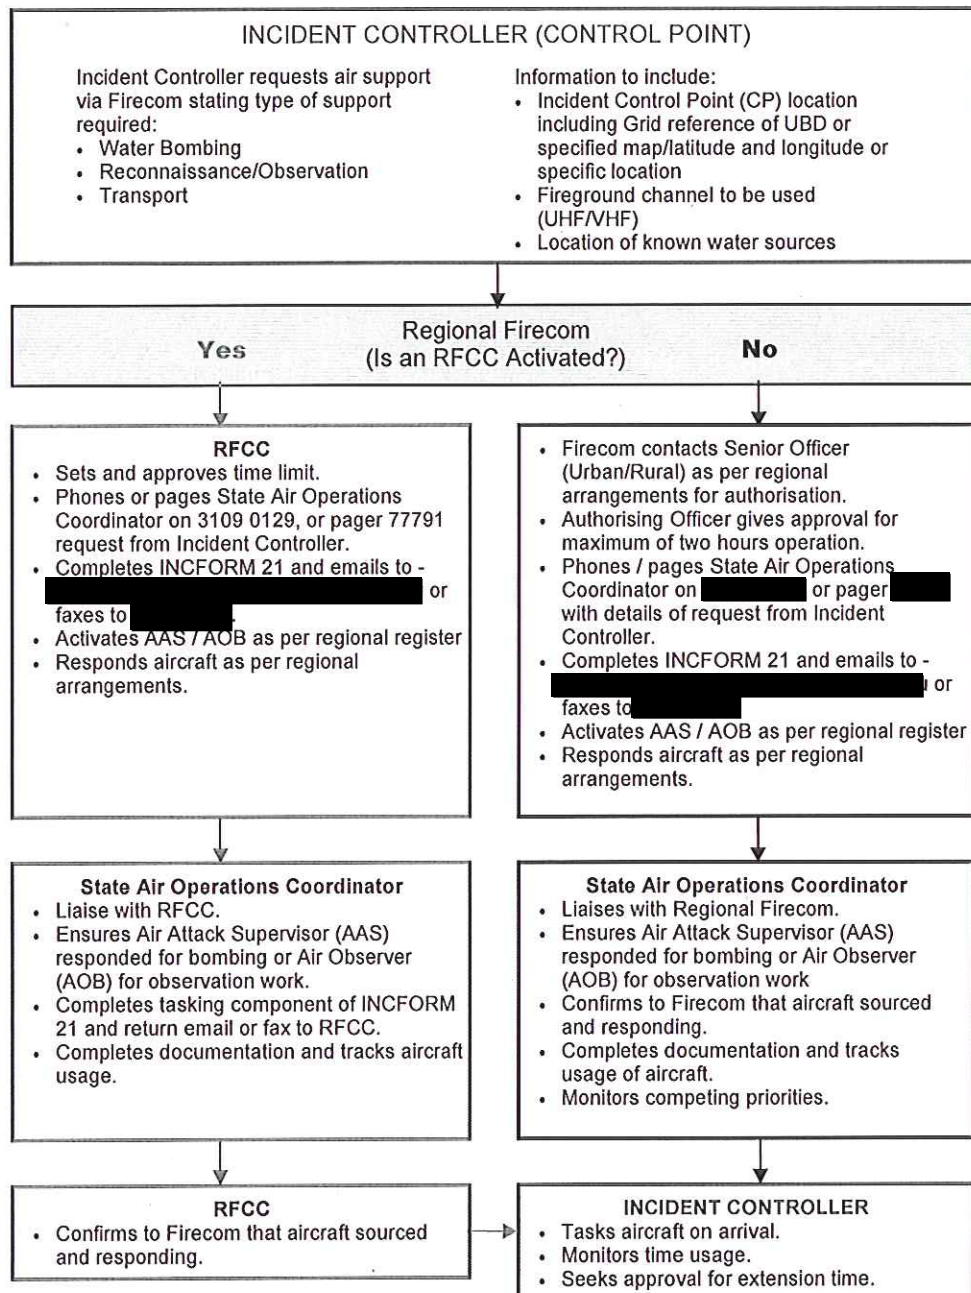 INCIDENT CONTROLLER (CONTROL POINT)
Incident Controller requests air support
via Firecom stating type of support
required:
• Water Bombing
• Reconnaissance/Observation
• Transport
Information to include:
• Incident Control Point (CP) location
including Grid reference of UBD or
specified map/latitude and longitude or
specific location
• Fireground channel to be used
(UHF/VHF)
• Location of known water sources
Regional Firecom
(Is an RFCC Activated?)
Yes
No
RFCC
• Sets and approves time limit.
• Phones or pages State Air Operations
Coordinator on 3109 0129, or pager 77791
request from Incident Controller.
• Completes INCFORM 21 and emails to -
or
faxes to
• Activates AAS / AOB as per regional register
• Responds aircraft as per regional
arrangements.
• Firecom contacts Senior Officer
(Urban/Rural) as per regional
arrangements for authorisation.
• Authorising Officer gives approval for
maximum of two hours operation.
• Phones / pages State Air Operations
Coordinator on or pager
with details of request from Incident
Controller.
• Completes INCFORM 21 and emails to -
or
faxes to
• Activates AAS / AOB as per regional register
• Responds aircraft as per regional
arrangements.
State Air Operations Coordinator
• Liaise with RFCC.
• Ensures Air Attack Supervisor (AAS)
responded for bombing or Air Observer
(AOB) for observation work.
• Completes tasking component of INCFORM
21 and return email or fax to RFCC.
• Completes documentation and tracks aircraft
usage.
State Air Operations Coordinator
• Liaises with Regional Firecom.
• Ensures Air Attack Supervisor (AAS)
responded for bombing or Air Observer
(AOB) for observation work
• Confirms to Firecom that aircraft sourced
and responding.
• Completes documentation and tracks
usage of aircraft.
• Monitors competing priorities.
RFCC
• Confirms to Firecom that aircraft sourced
and responding.
INCIDENT CONTROLLER
• Tasks aircraft on arrival.
• Monitors time usage.
• Seeks approval for extension time.